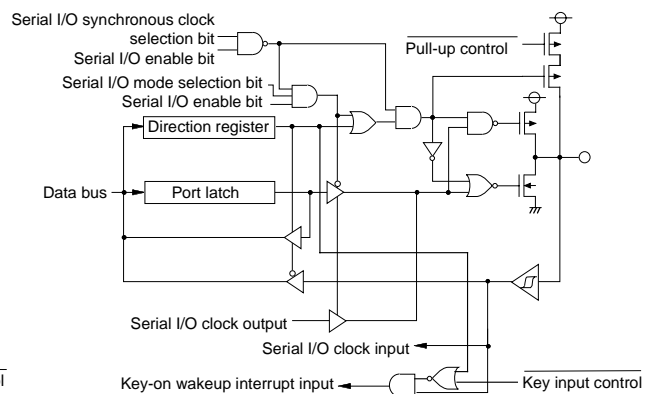 Serial I/O synchronous clock
selection bit
Serial I/O enable bit
Pull-up control
Serial I/O mode selection bit
Serial I/O enable bit
Direction register
Data bus
Port latch
Serial I/O clock output
Serial I/O clock input
Key-on wakeup interrupt input
Key input control